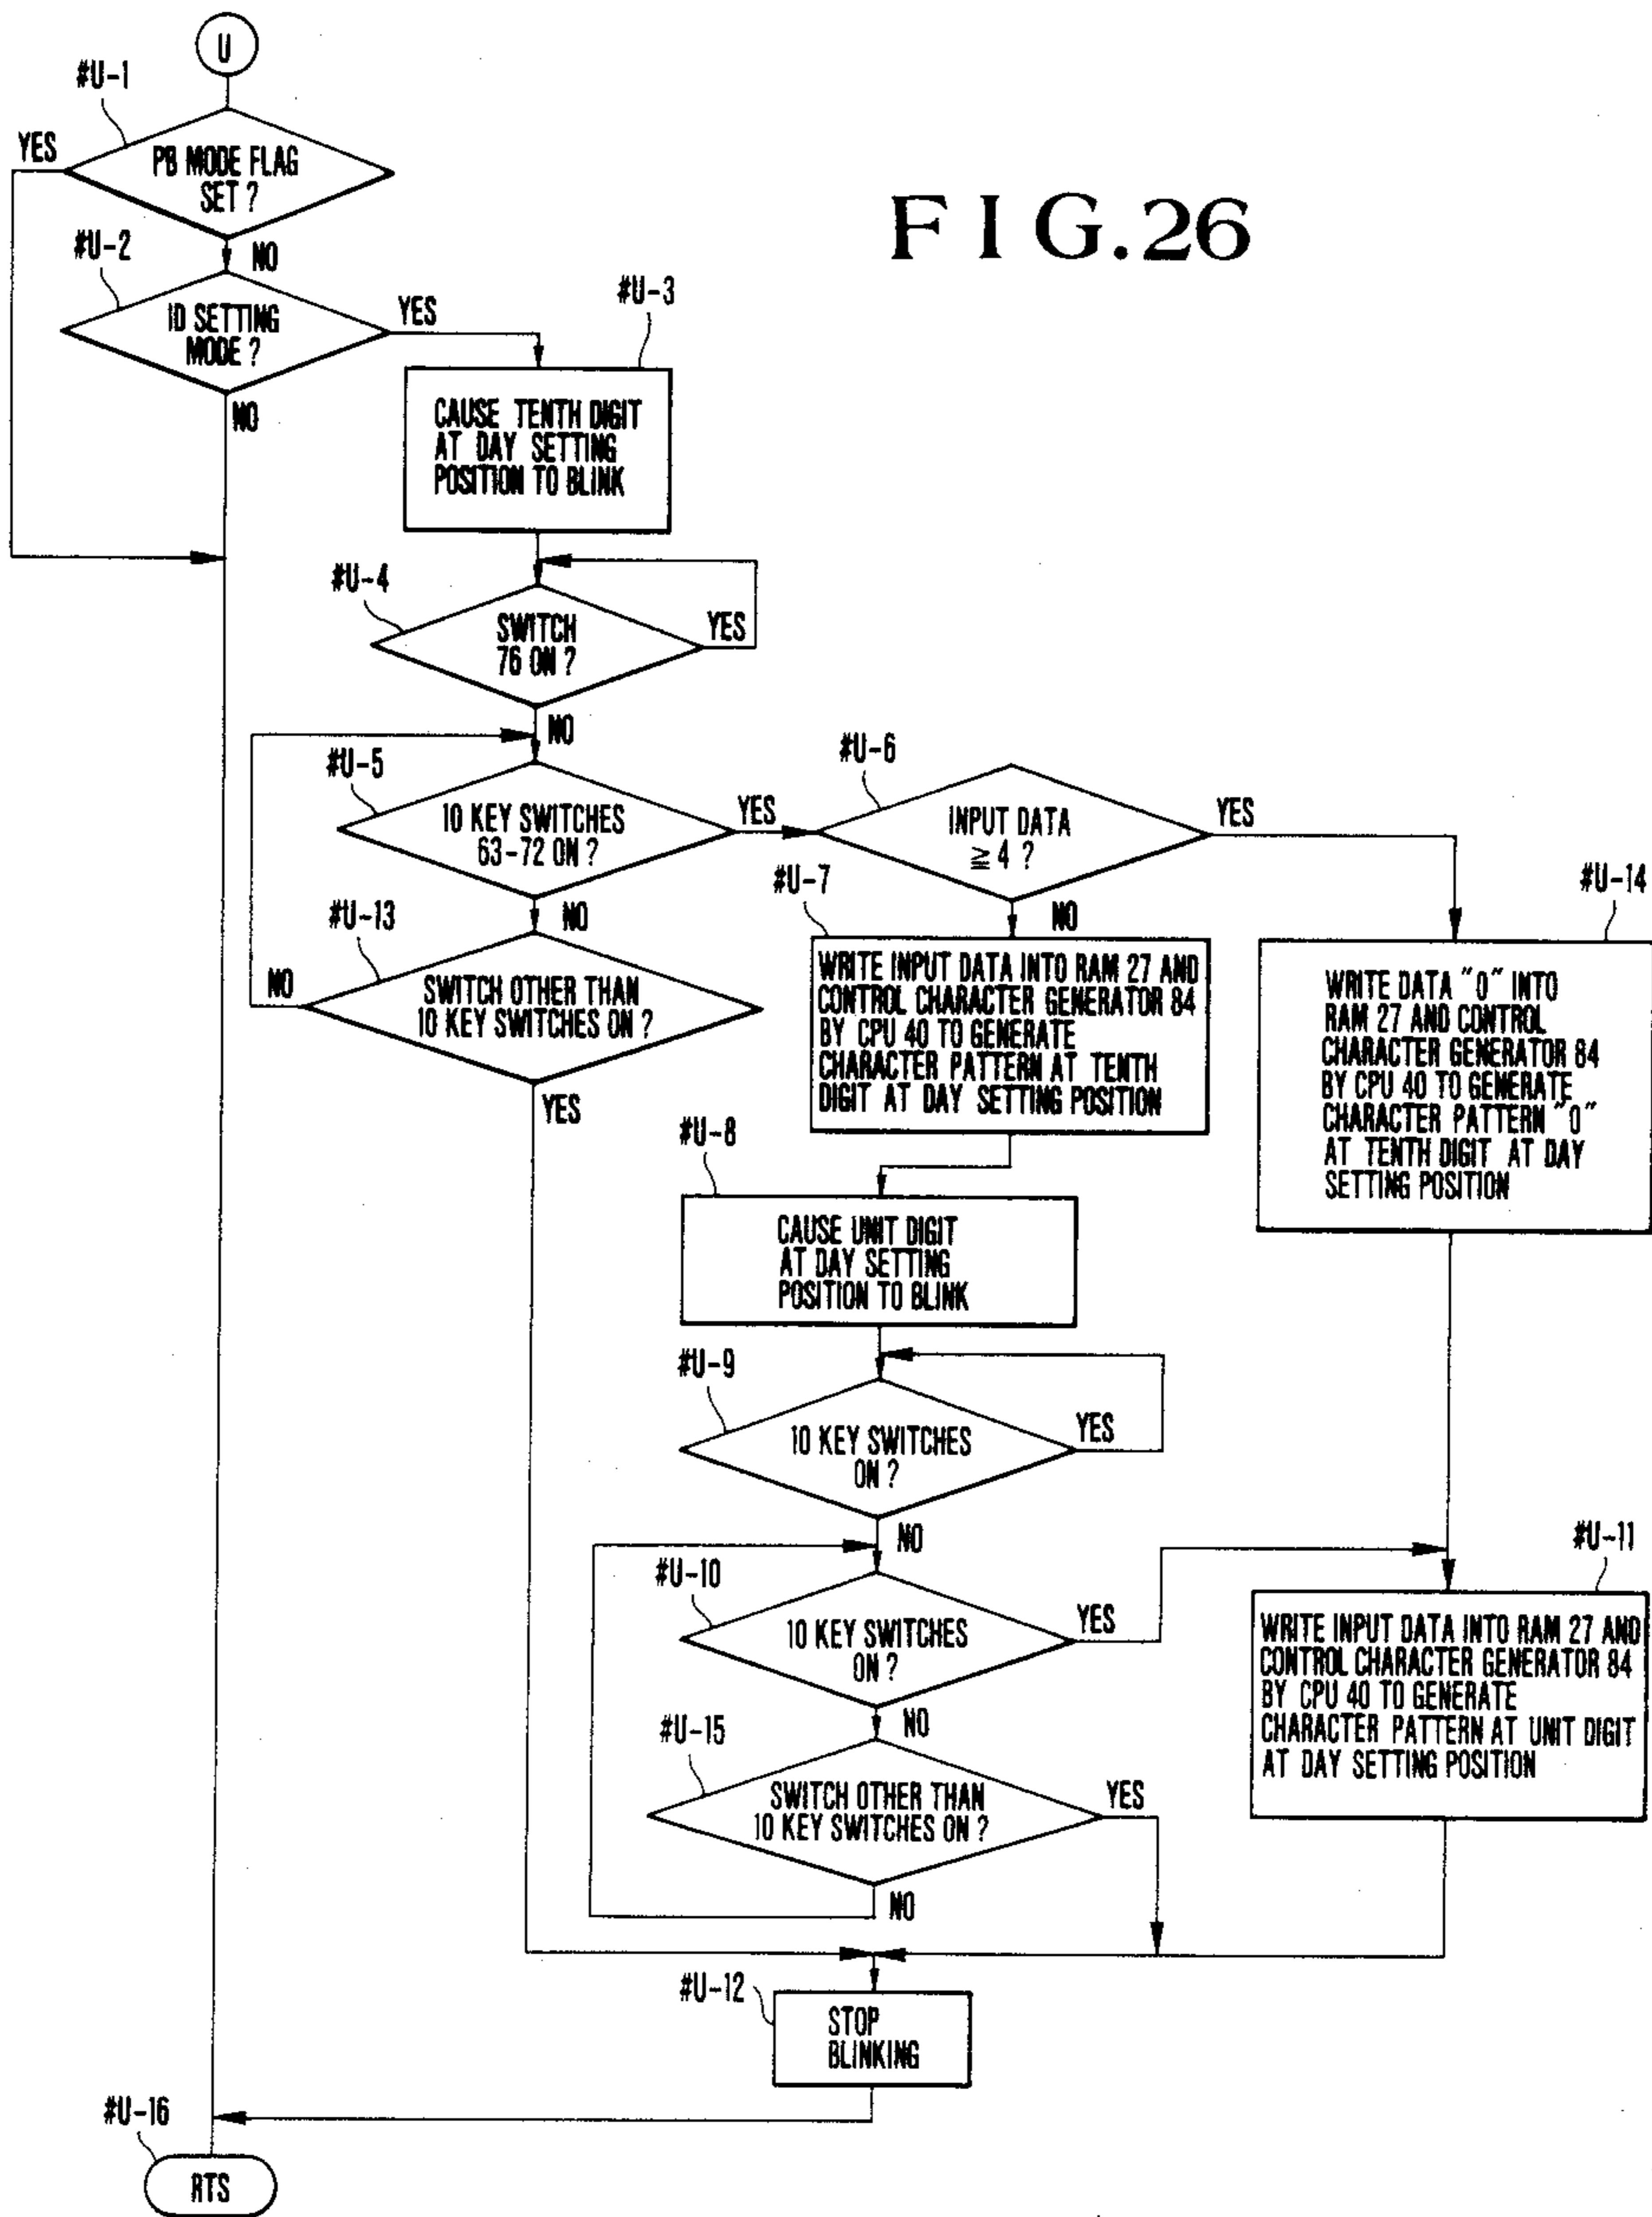 U
#U-1
YES
PB MODE FLAG
SET ?
F I G.26
#U-2
NO
ID SETTING
MODE ?
YES
#U-3
NO
CAUSE TENTH DIGIT
AT DAY SETTING
POSITION TO BLINK
#U-4
SWITCH
76 ON ?
YES
NO
#U-5
10 KEY SWITCHES
63-72 ON ?
YES
#U-6
INPUT DATA
≧ 4 ?
YES
NO
#U-13
NO
SWITCH OTHER THAN
10 KEY SWITCHES ON ?
YES
#U-7
NO
WRITE INPUT DATA INTO RAM 27 AND
CONTROL CHARACTER GENERATOR 84
BY CPU 40 TO GENERATE
CHARACTER PATTERN AT TENTH
DIGIT AT DAY SETTING POSITION
#U-14
WRITE DATA "0" INTO
RAM 27 AND CONTROL
CHARACTER GENERATOR 84
BY CPU 40 TO GENERATE
CHARACTER PATTERN "0"
AT TENTH DIGIT AT DAY
SETTING POSITION
#U-8
CAUSE UNIT DIGIT
AT DAY SETTING
POSITION TO BLINK
#U-9
10 KEY SWITCHES
ON ?
YES
NO
#U-10
10 KEY SWITCHES
ON ?
YES
NO
#U-11
WRITE INPUT DATA INTO RAM 27 AND
CONTROL CHARACTER GENERATOR 84
BY CPU 40 TO GENERATE
CHARACTER PATTERN AT UNIT DIGIT
AT DAY SETTING POSITION
#U-15
SWITCH OTHER THAN
10 KEY SWITCHES ON ?
YES
NO
#U-12
STOP
BLINKING
#U-16
RTS